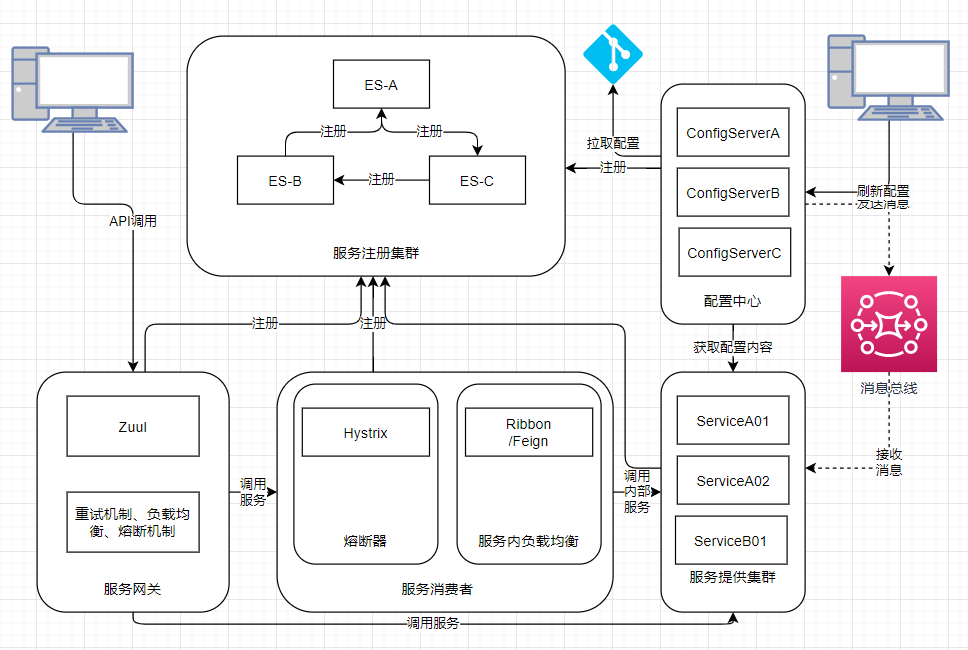 ES-A
注册
注册
ES-B
注册
ES-C
服务注册集群
拉取配置
注册
ConfigServerA
ConfigServerB
ConfigServerC
配置中心
刷新配置
发送消息
API调用
注册
注册
获取配置内容
消息总线
接收
消息
Zuul
重试机制、负载均
衡、熔断机制
服务网关
调用
服务
Hystrix
熔断器
Ribbon
/Feign
服务内负载均衡
服务消费者
调用
内部
服务
ServiceA01
ServiceA02
ServiceB01
服务提供集群
调用服务